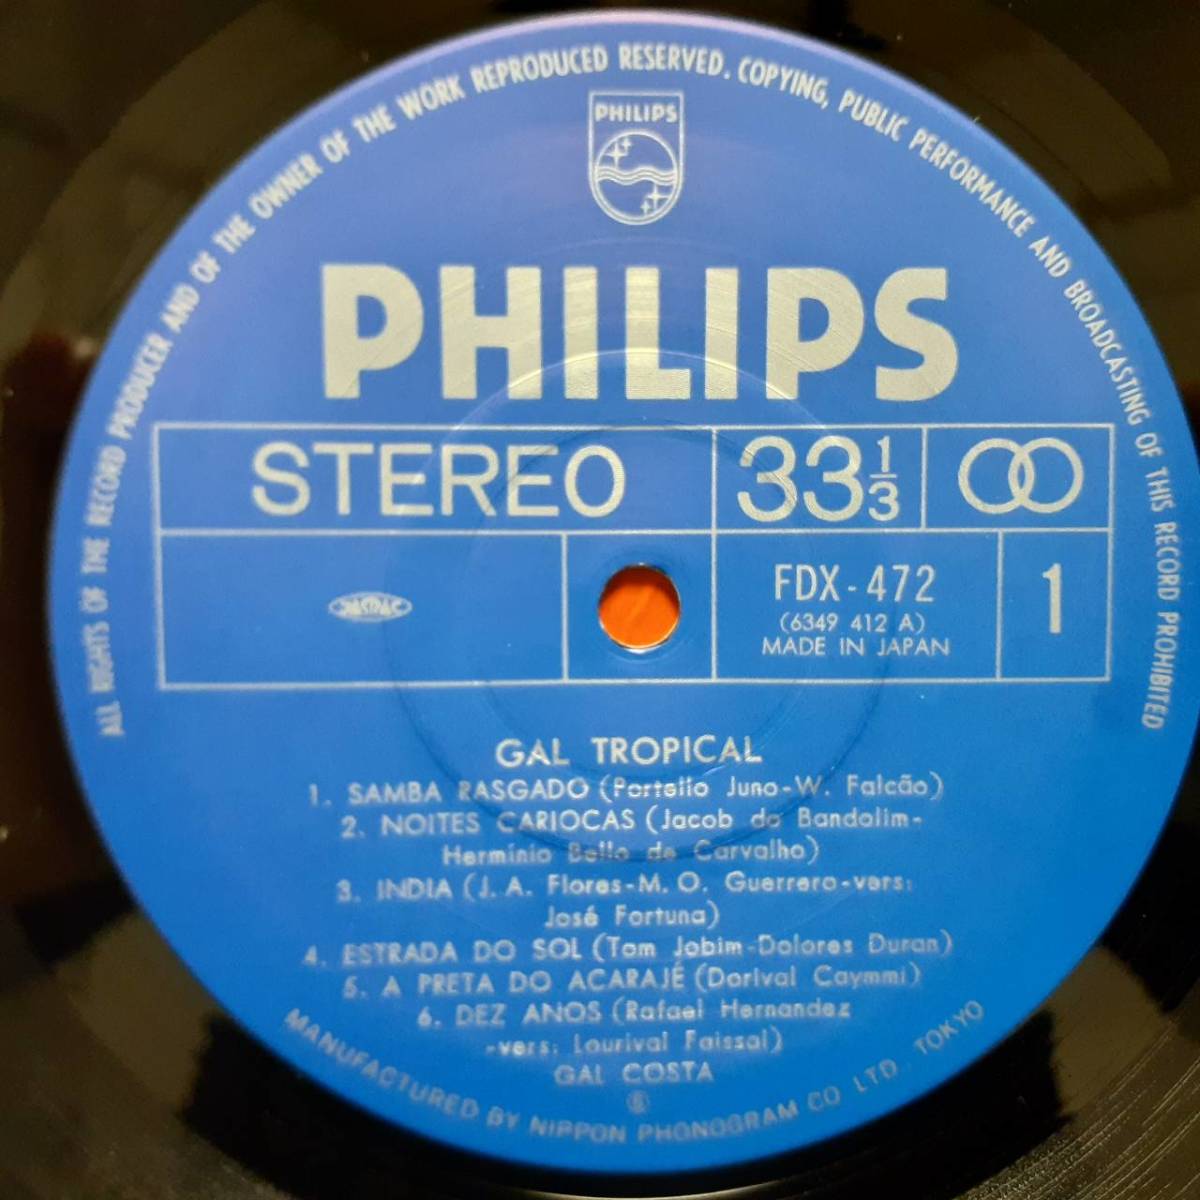 ALL RIGHTS OF THE RECORD PRODUCER AND OF THE OWNER OF THE WORK REPRODUCED RESERVED. COPYING, PUBLIC PERFORMANCE AND BROADCASTING OF THIS RECORD PROHIBITED
PHILIPS
PHILIPS
STEREO 33 1/3
JASRAC
FDX-472 1
(6349 412 A)
MADE IN JAPAN
GAL TROPICAL
1. SAMBA RASGADO (Portello Juno-W. Falcão)
2. NOITES CARIOCAS (Jacob do Bandolim-
Hermínio Bello de Carvalho)
3. INDIA (J. A. Flores-M. O. Guerrero-vers:
José Fortuna)
4. ESTRADA DO SOL (Tom Jobim-Dolores Duran)
5. A PRETA DO ACARAJÉ (Dorival Caymmi)
6. DEZ ANOS (Rafael Hernandez
-vers: Lourival Faissal)
GAL COSTA
MANUFACTURED BY NIPPON PHONOGRAM CO LTD. TOKYO